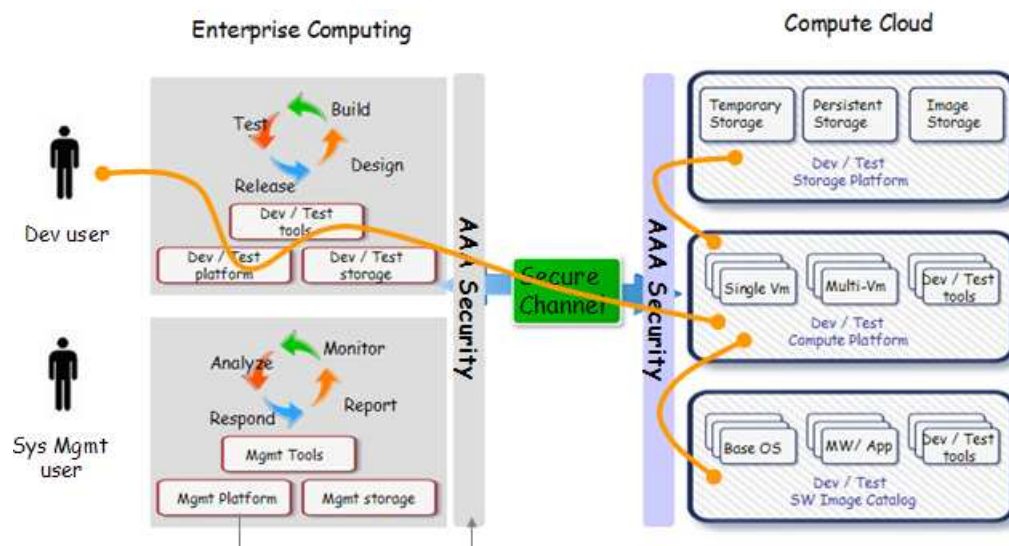 Enterprise Computing
Compute Cloud
Dev user
Build
Test
Design
Release
Dev / Test
tools
Dev / Test
platform
Dev / Test
storage
Sys Mgmt
user
Monitor
Analyze
Report
Respond
Mgmt Tools
Mgmt Platform
Mgmt storage
AAA Security
Secure
Channel
AAA Security
Temporary
Storage
Persistent
Storage
Image
Storage
Dev / Test
Storage Platform
Single Vm
Multi-Vm
Dev / Test
tools
Dev / Test
Compute Platform
Base OS
MW/ App
Dev / Test
tools
Dev / Test
SW Image Catalog